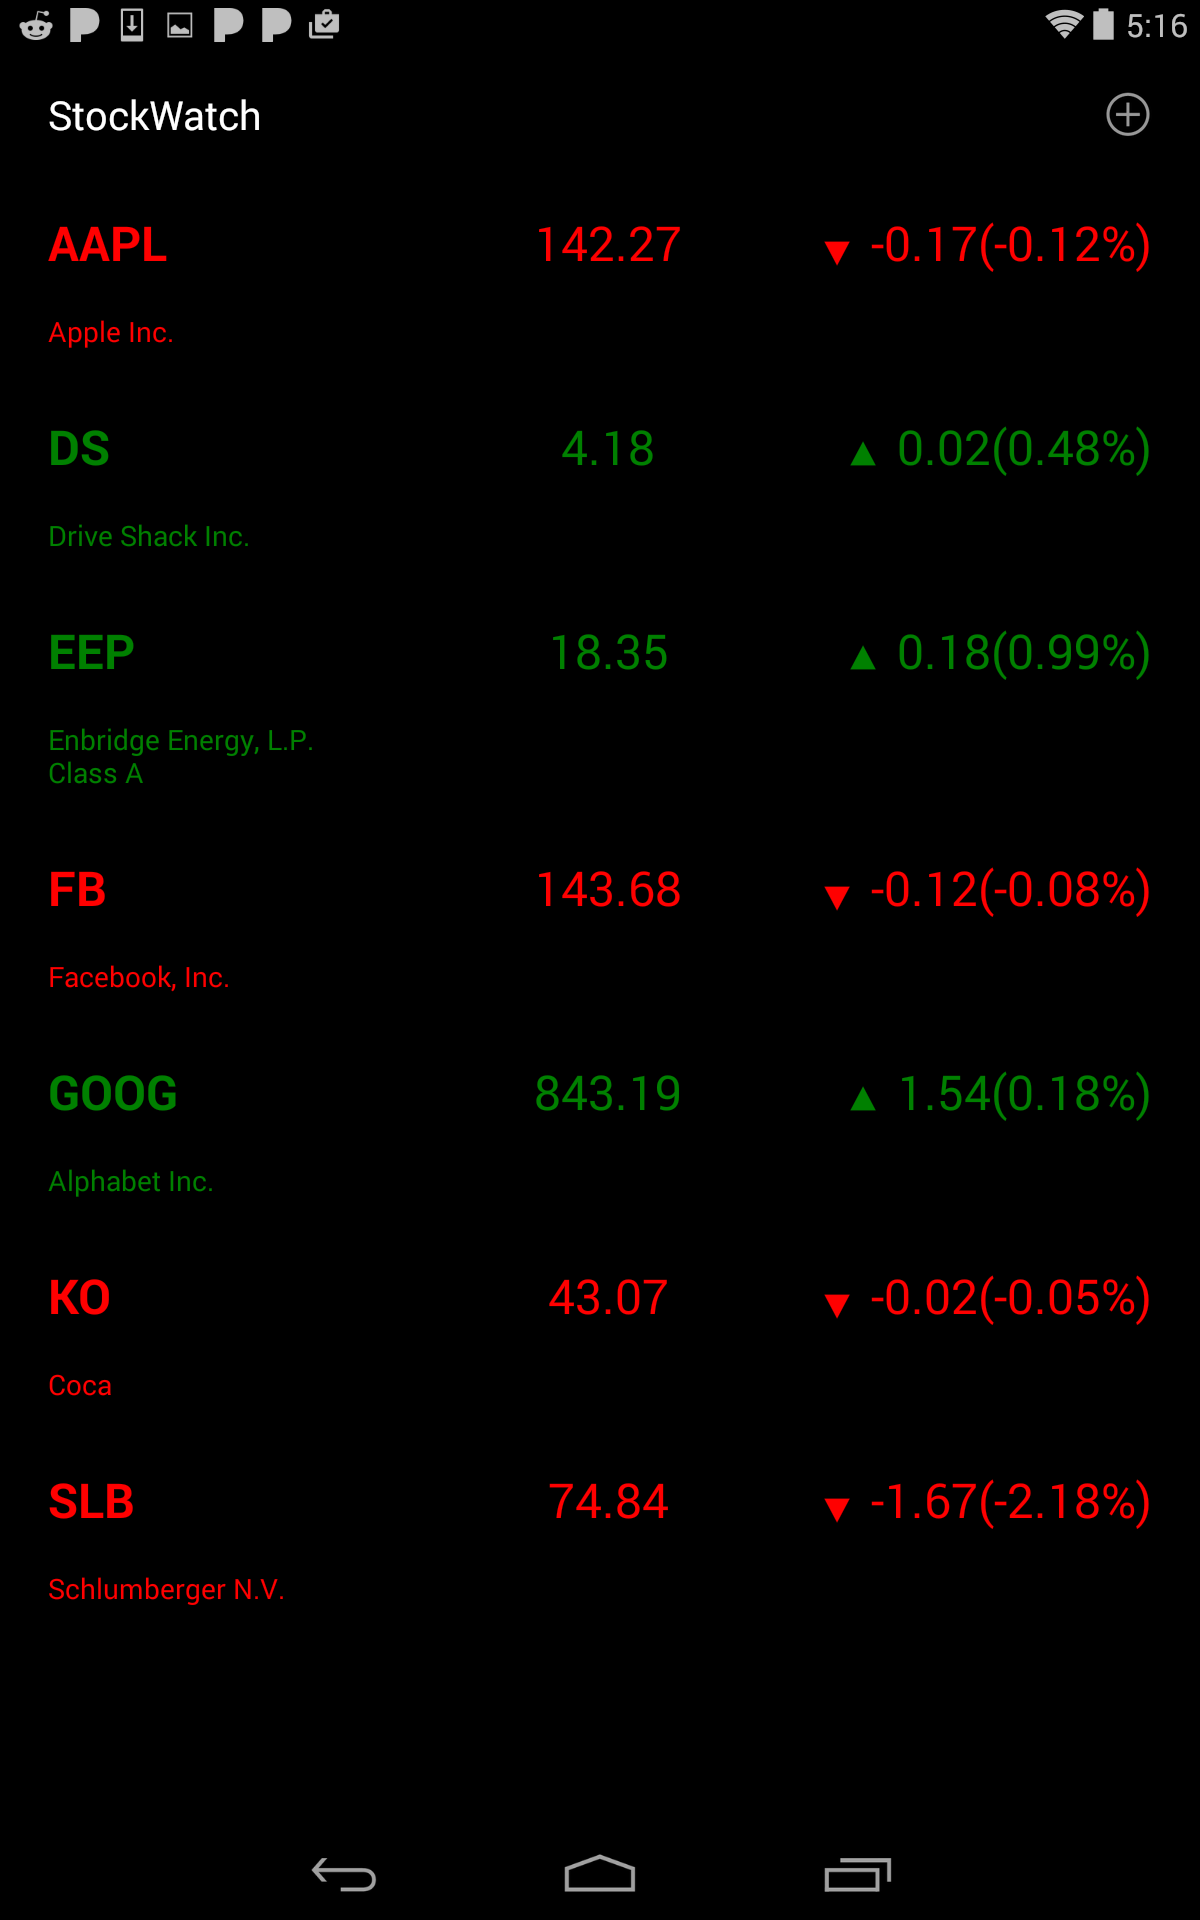 5:16
StockWatch
AAPL 142.27 ▼ -0.17(-0.12%)
Apple Inc.
DS 4.18 ▲ 0.02(0.48%)
Drive Shack Inc.
EEP 18.35 ▲ 0.18(0.99%)
Enbridge Energy, L.P.
Class A
FB 143.68 ▼ -0.12(-0.08%)
Facebook, Inc.
GOOG 843.19 ▲ 1.54(0.18%)
Alphabet Inc.
KO 43.07 ▼ -0.02(-0.05%)
Coca
SLB 74.84 ▼ -1.67(-2.18%)
Schlumberger N.V.